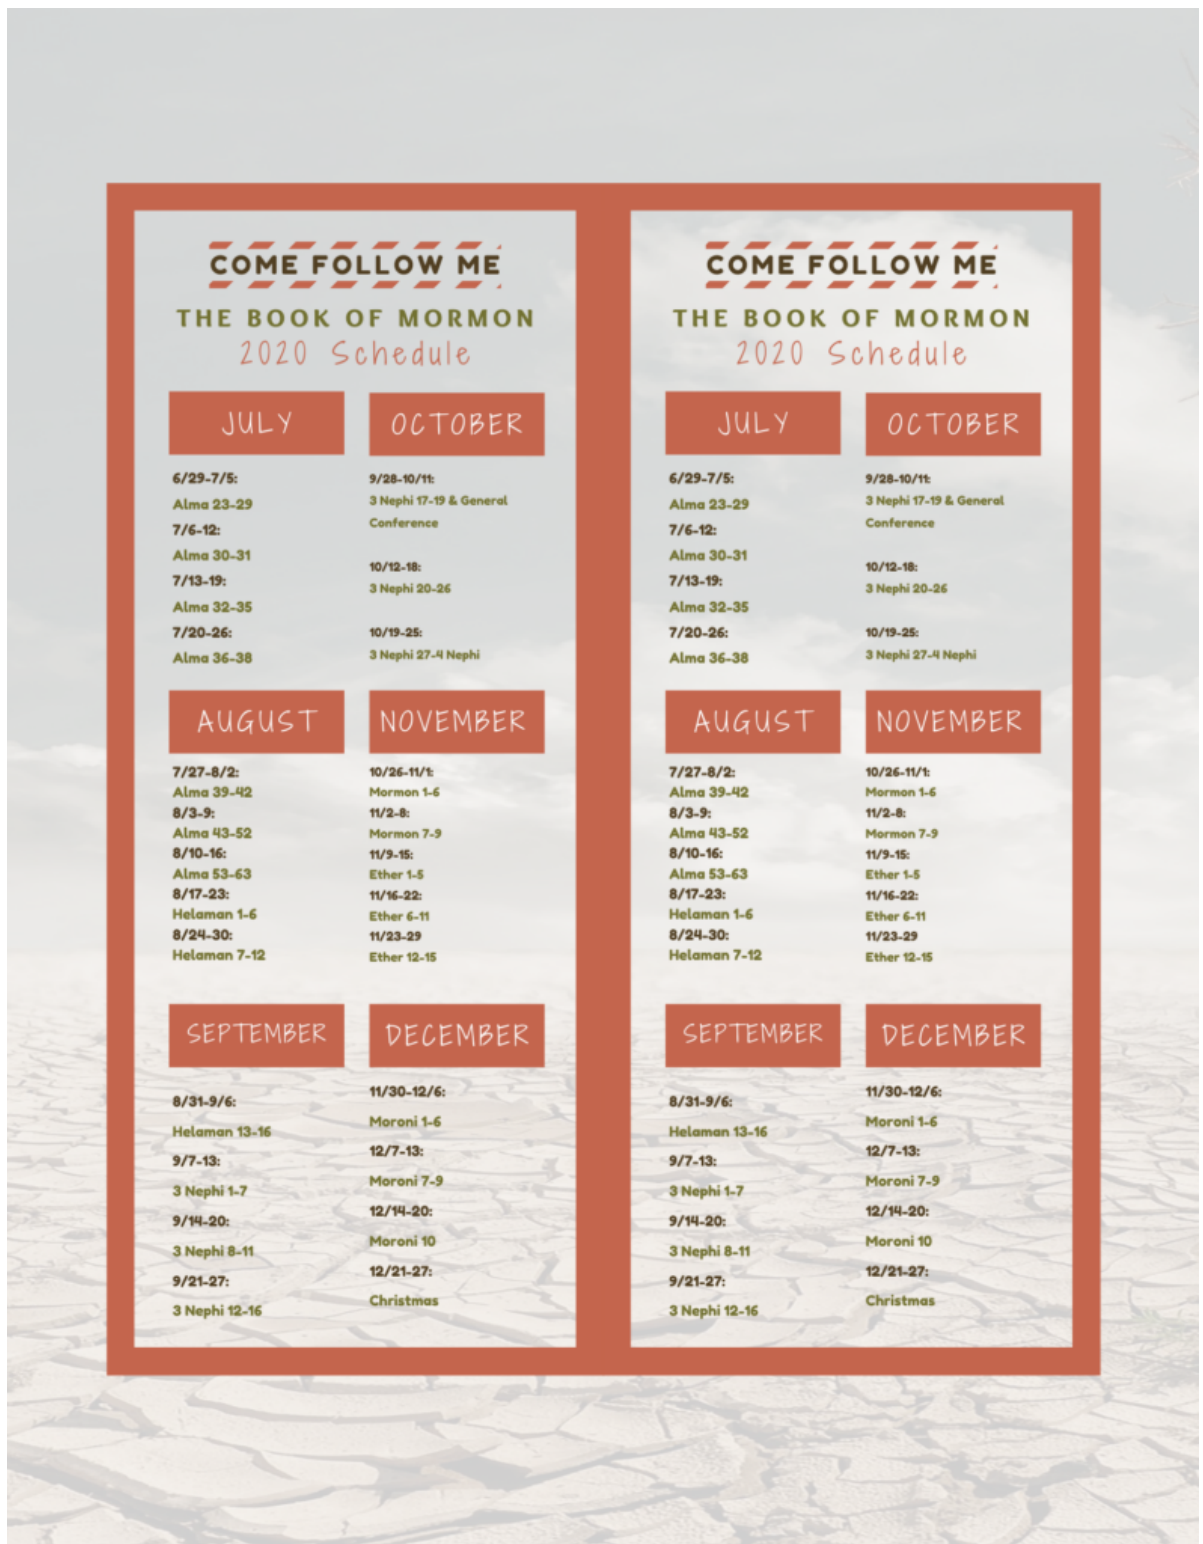 COME FOLLOW ME
THE BOOK OF MORMON
2020 Schedule
JULY
6/29-7/5:
Alma 23-29
7/6-12:
Alma 30-31
7/13-19:
Alma 32-35
7/20-26:
Alma 36-38
OCTOBER
9/28-10/11:
3 Nephi 17-19 & General
Conference
10/12-18:
3 Nephi 20-26
10/19-25:
3 Nephi 27-4 Nephi
AUGUST
7/27-8/2:
Alma 39-42
8/3-9:
Alma 43-52
8/10-16:
Alma 53-63
8/17-23:
Helaman 1-6
8/24-30:
Helaman 7-12
NOVEMBER
10/26-11/1:
Mormon 1-6
11/2-8:
Mormon 7-9
11/9-15:
Ether 1-5
11/16-22:
Ether 6-11
11/23-29
Ether 12-15
SEPTEMBER
8/31-9/6:
Helaman 13-16
9/7-13:
3 Nephi 1-7
9/14-20:
3 Nephi 8-11
9/21-27:
3 Nephi 12-16
DECEMBER
11/30-12/6:
Moroni 1-6
12/7-13:
Moroni 7-9
12/14-20:
Moroni 10
12/21-27:
Christmas
COME FOLLOW ME
THE BOOK OF MORMON
2020 Schedule
JULY
6/29-7/5:
Alma 23-29
7/6-12:
Alma 30-31
7/13-19:
Alma 32-35
7/20-26:
Alma 36-38
OCTOBER
9/28-10/11:
3 Nephi 17-19 & General
Conference
10/12-18:
3 Nephi 20-26
10/19-25:
3 Nephi 27-4 Nephi
AUGUST
7/27-8/2:
Alma 39-42
8/3-9:
Alma 43-52
8/10-16:
Alma 53-63
8/17-23:
Helaman 1-6
8/24-30:
Helaman 7-12
NOVEMBER
10/26-11/1:
Mormon 1-6
11/2-8:
Mormon 7-9
11/9-15:
Ether 1-5
11/16-22:
Ether 6-11
11/23-29
Ether 12-15
SEPTEMBER
8/31-9/6:
Helaman 13-16
9/7-13:
3 Nephi 1-7
9/14-20:
3 Nephi 8-11
9/21-27:
3 Nephi 12-16
DECEMBER
11/30-12/6:
Moroni 1-6
12/7-13:
Moroni 7-9
12/14-20:
Moroni 10
12/21-27:
Christmas